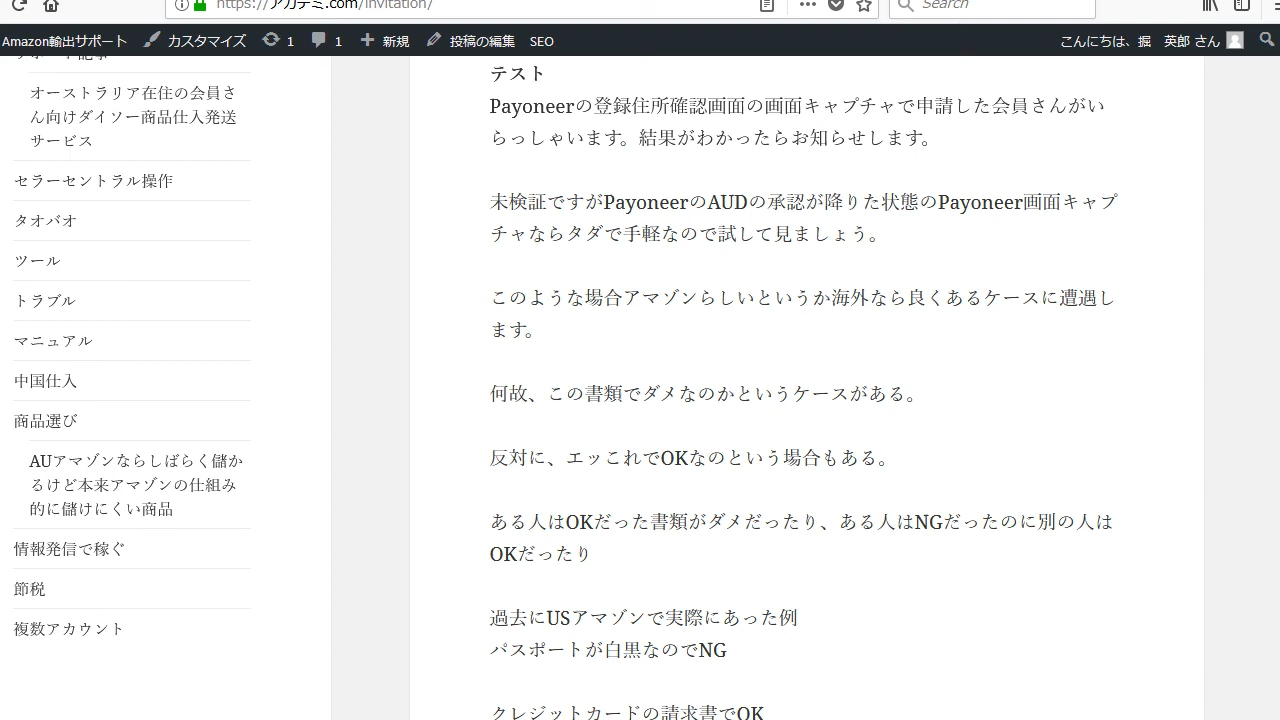 https://アカデミ.com/invitation/
Search
Amazon輸出サポート
カスタマイズ
1
1
新規
投稿の編集
SEO
こんにちは、掘　英郎 さん
オーストラリア在住の会員さ
ん向けダイソー商品仕入発送
サービス
セラーセントラル操作
タオバオ
ツール
トラブル
マニュアル
中国仕入
商品選び
AUアマゾンならしばらく儲か
るけど本来アマゾンの仕組み
的に儲けにくい商品
情報発信で稼ぐ
節税
複数アカウント
テスト
Payoneerの登録住所確認画面の画面キャプチャで申請した会員さんがい
らっしゃいます。結果がわかったらお知らせします。
未検証ですがPayoneerのAUDの承認が降りた状態のPayoneer画面キャプ
チャならタダで手軽なので試して見ましょう。
このような場合アマゾンらしいというか海外なら良くあるケースに遭遇し
ます。
何故、この書類でダメなのかというケースがある。
反対に、エッこれでOKなのという場合もある。
ある人はOKだった書類がダメだったり、ある人はNGだったのに別の人は
OKだったり
過去にUSアマゾンで実際にあった例
パスポートが白黒なのでNG
クレジットカードの請求書でOK